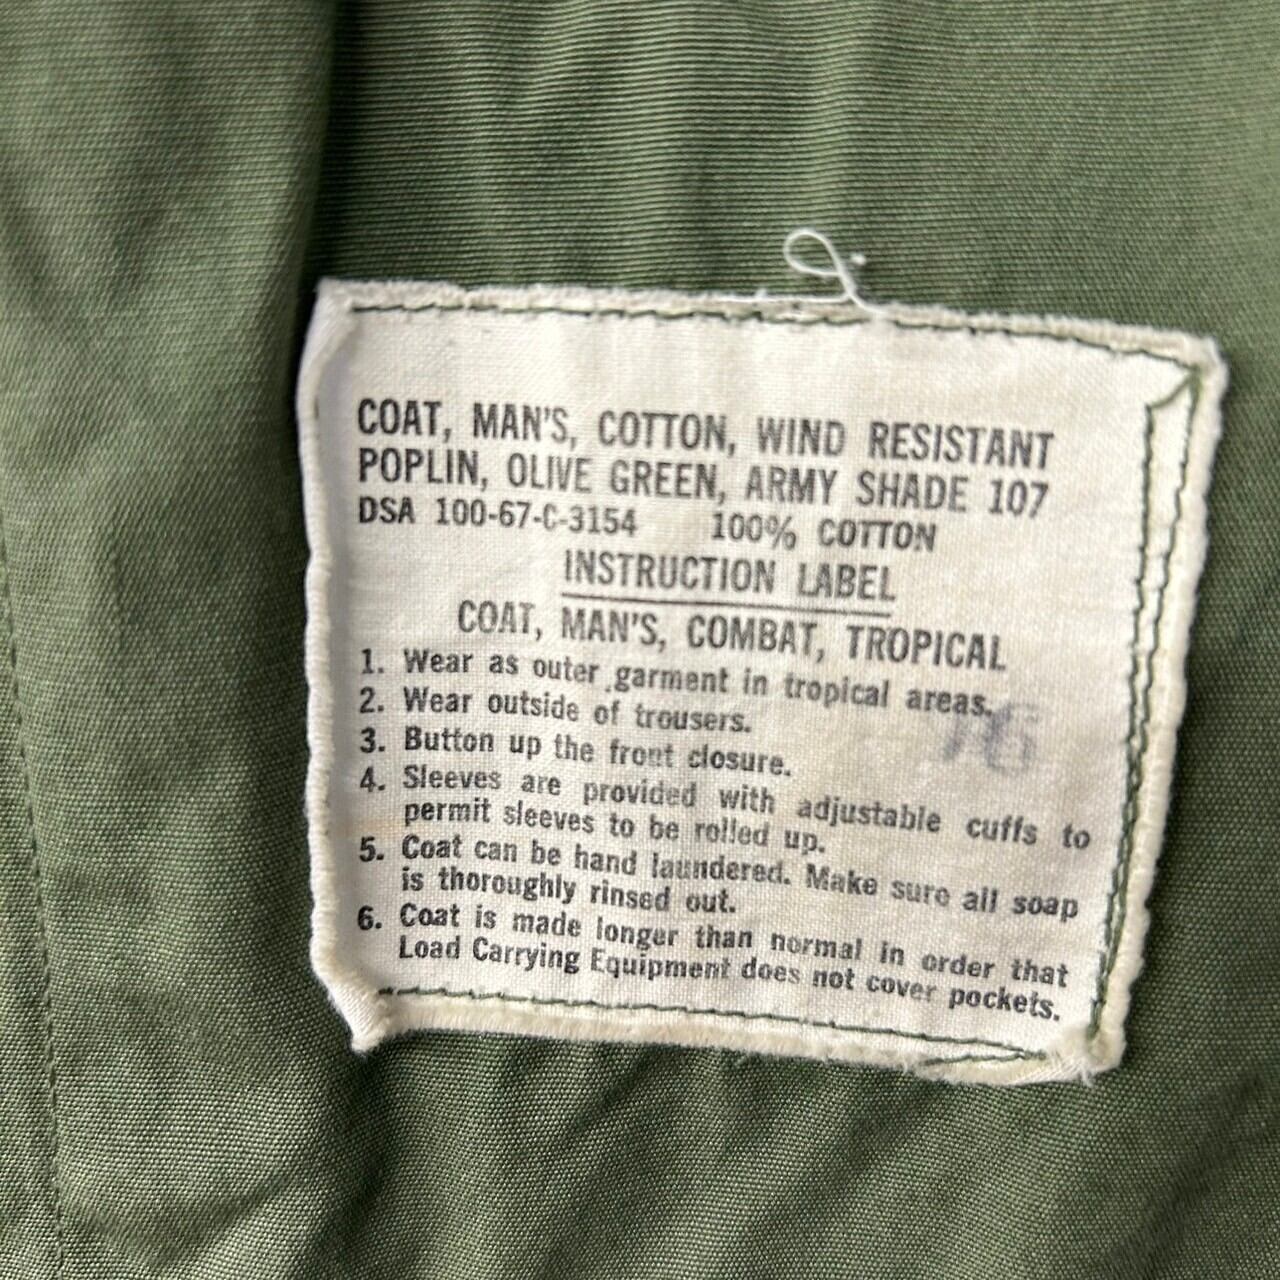 COAT, MAN'S, COTTON, WIND RESISTANT
POPLIN, OLIVE GREEN, ARMY SHADE 107
DSA 100-67-C-3154 100% COTTON
INSTRUCTION LABEL
COAT, MAN'S, COMBAT, TROPICAL
1. Wear as outer garment in tropical areas.
2. Wear outside of trousers.
3. Button up the front closure.
4. Sleeves are provided with adjustable cuffs to
permit sleeves to be rolled up.
5. Coat can be hand laundered. Make sure all soap
is thoroughly rinsed out.
6. Coat is made longer than normal in order that
Load Carrying Equipment does not cover pockets.